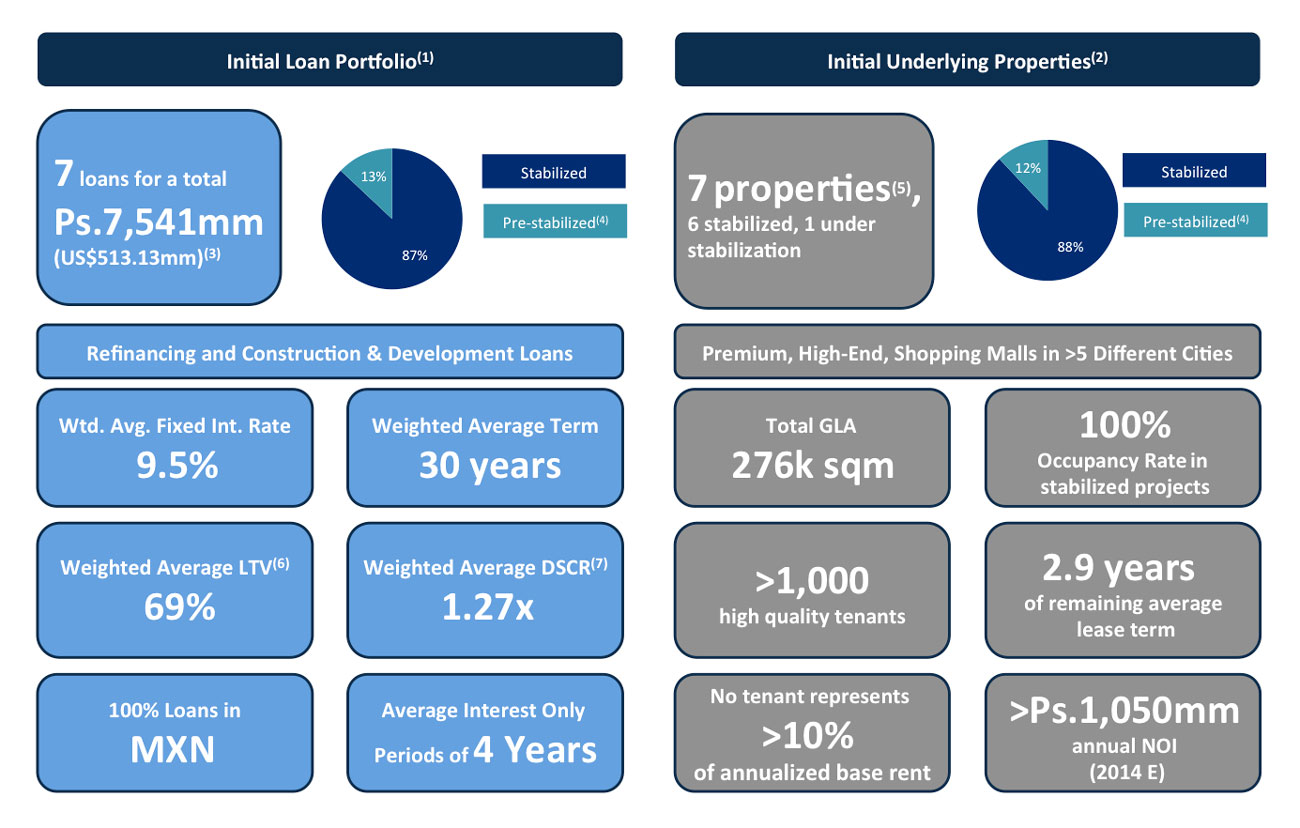 Initial Loan Portfolio(1)
7 loans for a total
Ps.7,541mm
(US$513.13mm)(3)
13%
87%
Stabilized
Pre-stabilized(4)
Refinancing and Construction & Development Loans
Wtd. Avg. Fixed Int. Rate
9.5%
Weighted Average Term
30 years
Weighted Average LTV(6)
69%
Weighted Average DSCR(7)
1.27x
100% Loans in
MXN
Average Interest Only
Periods of 4 Years
Initial Underlying Properties(2)
7 properties(5),
6 stabilized, 1 under
stabilization
12%
88%
Stabilized
Pre-stabilized(4)
Premium, High-End, Shopping Malls in >5 Different Cities
Total GLA
276k sqm
100%
Occupancy Rate in
stabilized projects
>1,000
high quality tenants
2.9 years
of remaining average
lease term
No tenant represents
>10%
of annualized base rent
>Ps.1,050mm
annual NOI
(2014 E)